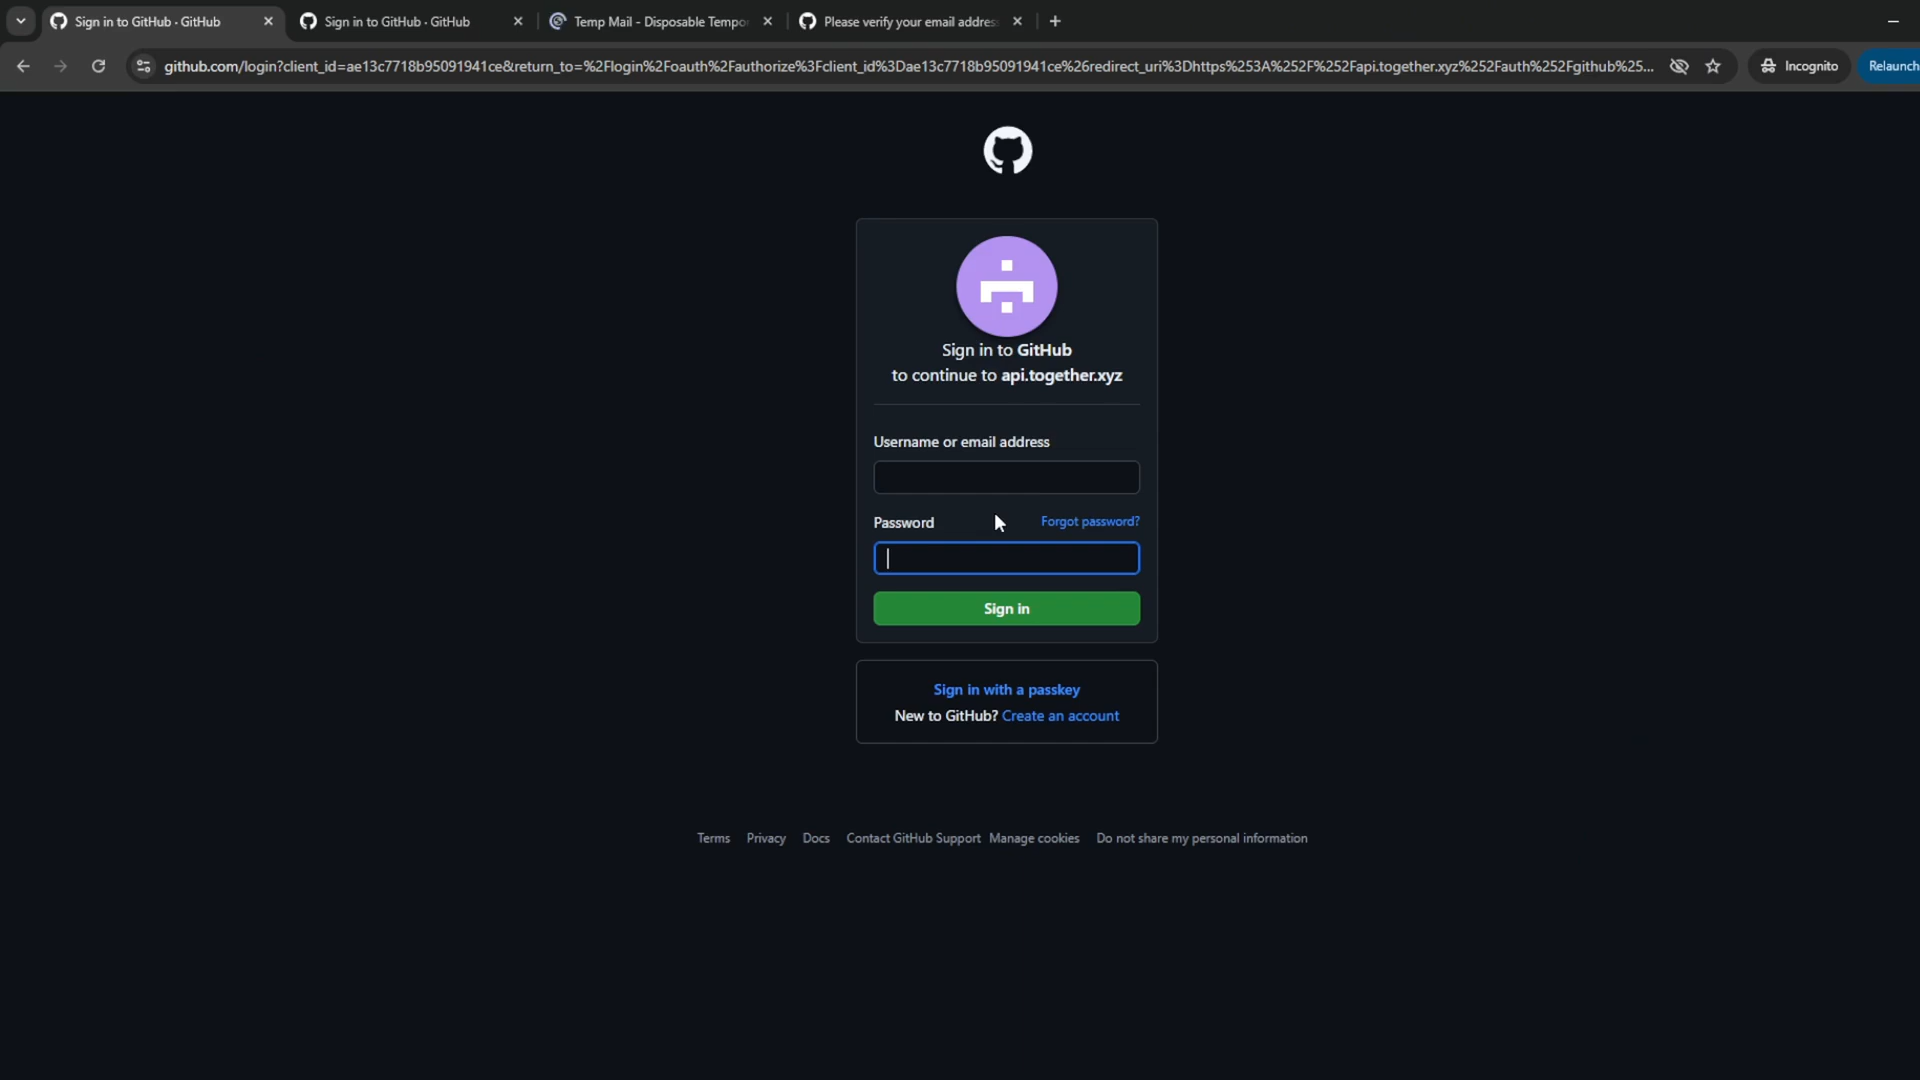 Sign in to GitHub · GitHub
Sign in to GitHub · GitHub
Temp Mail - Disposable Tempo
Please verify your email address
github.com/login?client_id=ae13c7718b95091941ce&return_to=%2Flogin%2Foauth%2Fauthorize%3Fclient_id%3Dae13c7718b95091941ce%26redirect_uri%3Dhttps%253A%252F%252Fapi.together.xyz%252Fauth%252Fgithub%25...
Incognito
Relaunch
Sign in to GitHub
to continue to api.together.xyz
Username or email address
Password
Forgot password?
Sign in
Sign in with a passkey
New to GitHub? Create an account
Terms Privacy Docs Contact GitHub Support Manage cookies Do not share my personal information